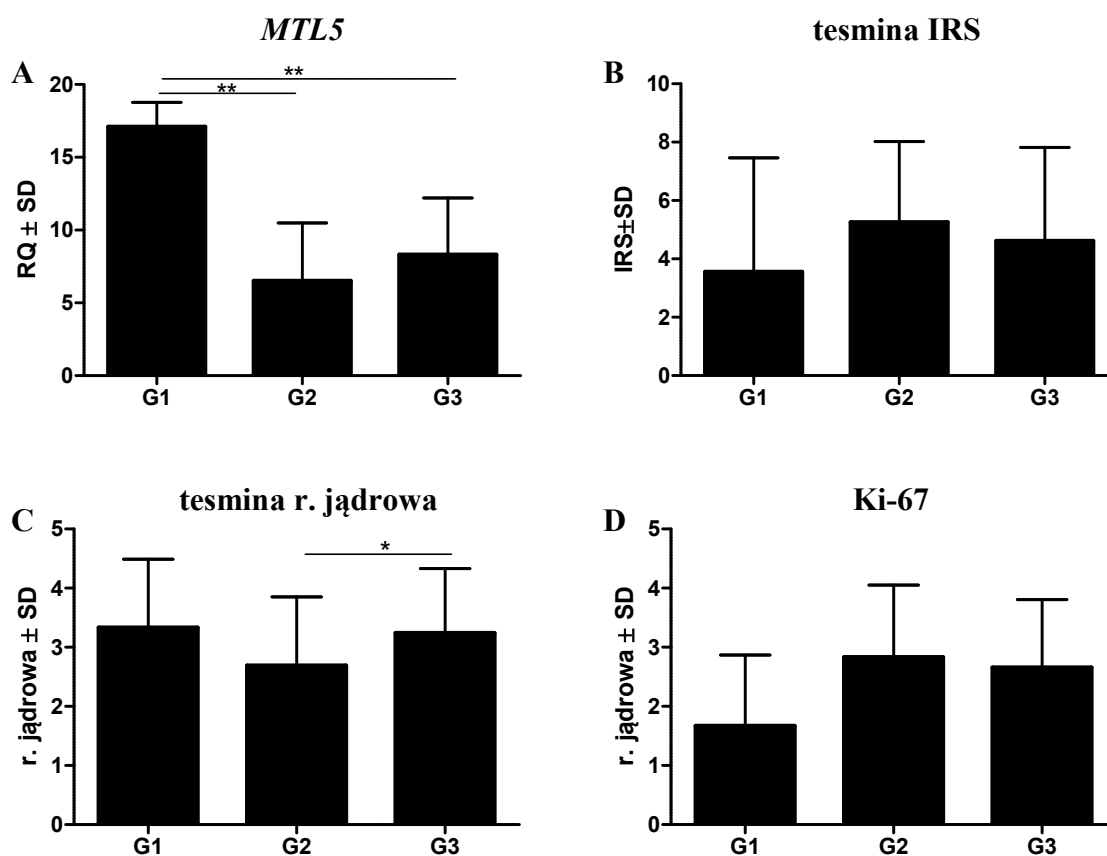 MTL5
A
**
**
20
15
10
5
0
RQ ± SD
G1 G2 G3
tesmina IRS
B
10
8
6
4
2
0
IRS±SD
G1 G2 G3
tesmina r. jądrowa
C
*
5
4
3
2
1
0
r. jądrowa ± SD
G1 G2 G3
Ki-67
D
5
4
3
2
1
0
r. jądrowa ± SD
G1 G2 G3